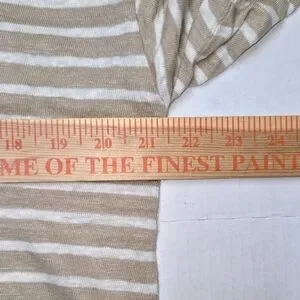 18 19 20 21 22 23 24
ME OF THE FINEST PAINT